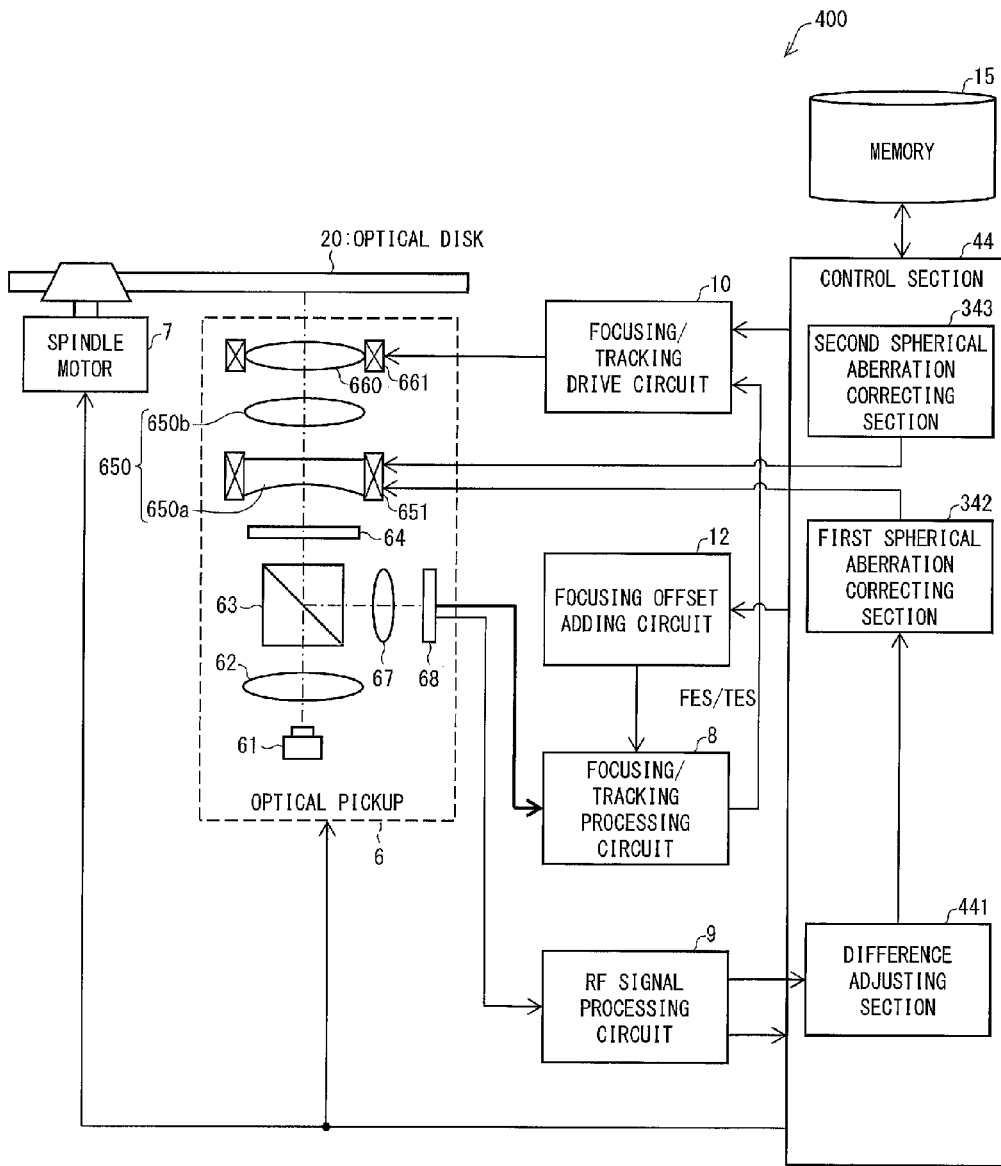 400
15
MEMORY
20:OPTICAL DISK
44
CONTROL SECTION
10
FOCUSING/
TRACKING
DRIVE CIRCUIT
343
SECOND SPHERICAL
ABERRATION
CORRECTING
SECTION
7
SPINDLE
MOTOR
660
661
650b
650
650a
651
64
342
FIRST SPHERICAL
ABERRATION
CORRECTING
SECTION
12
FOCUSING OFFSET
ADDING CIRCUIT
63
67
68
62
FES/TES
61
8
FOCUSING/
TRACKING
PROCESSING
CIRCUIT
OPTICAL PICKUP
6
441
DIFFERENCE
ADJUSTING
SECTION
9
RF SIGNAL
PROCESSING
CIRCUIT